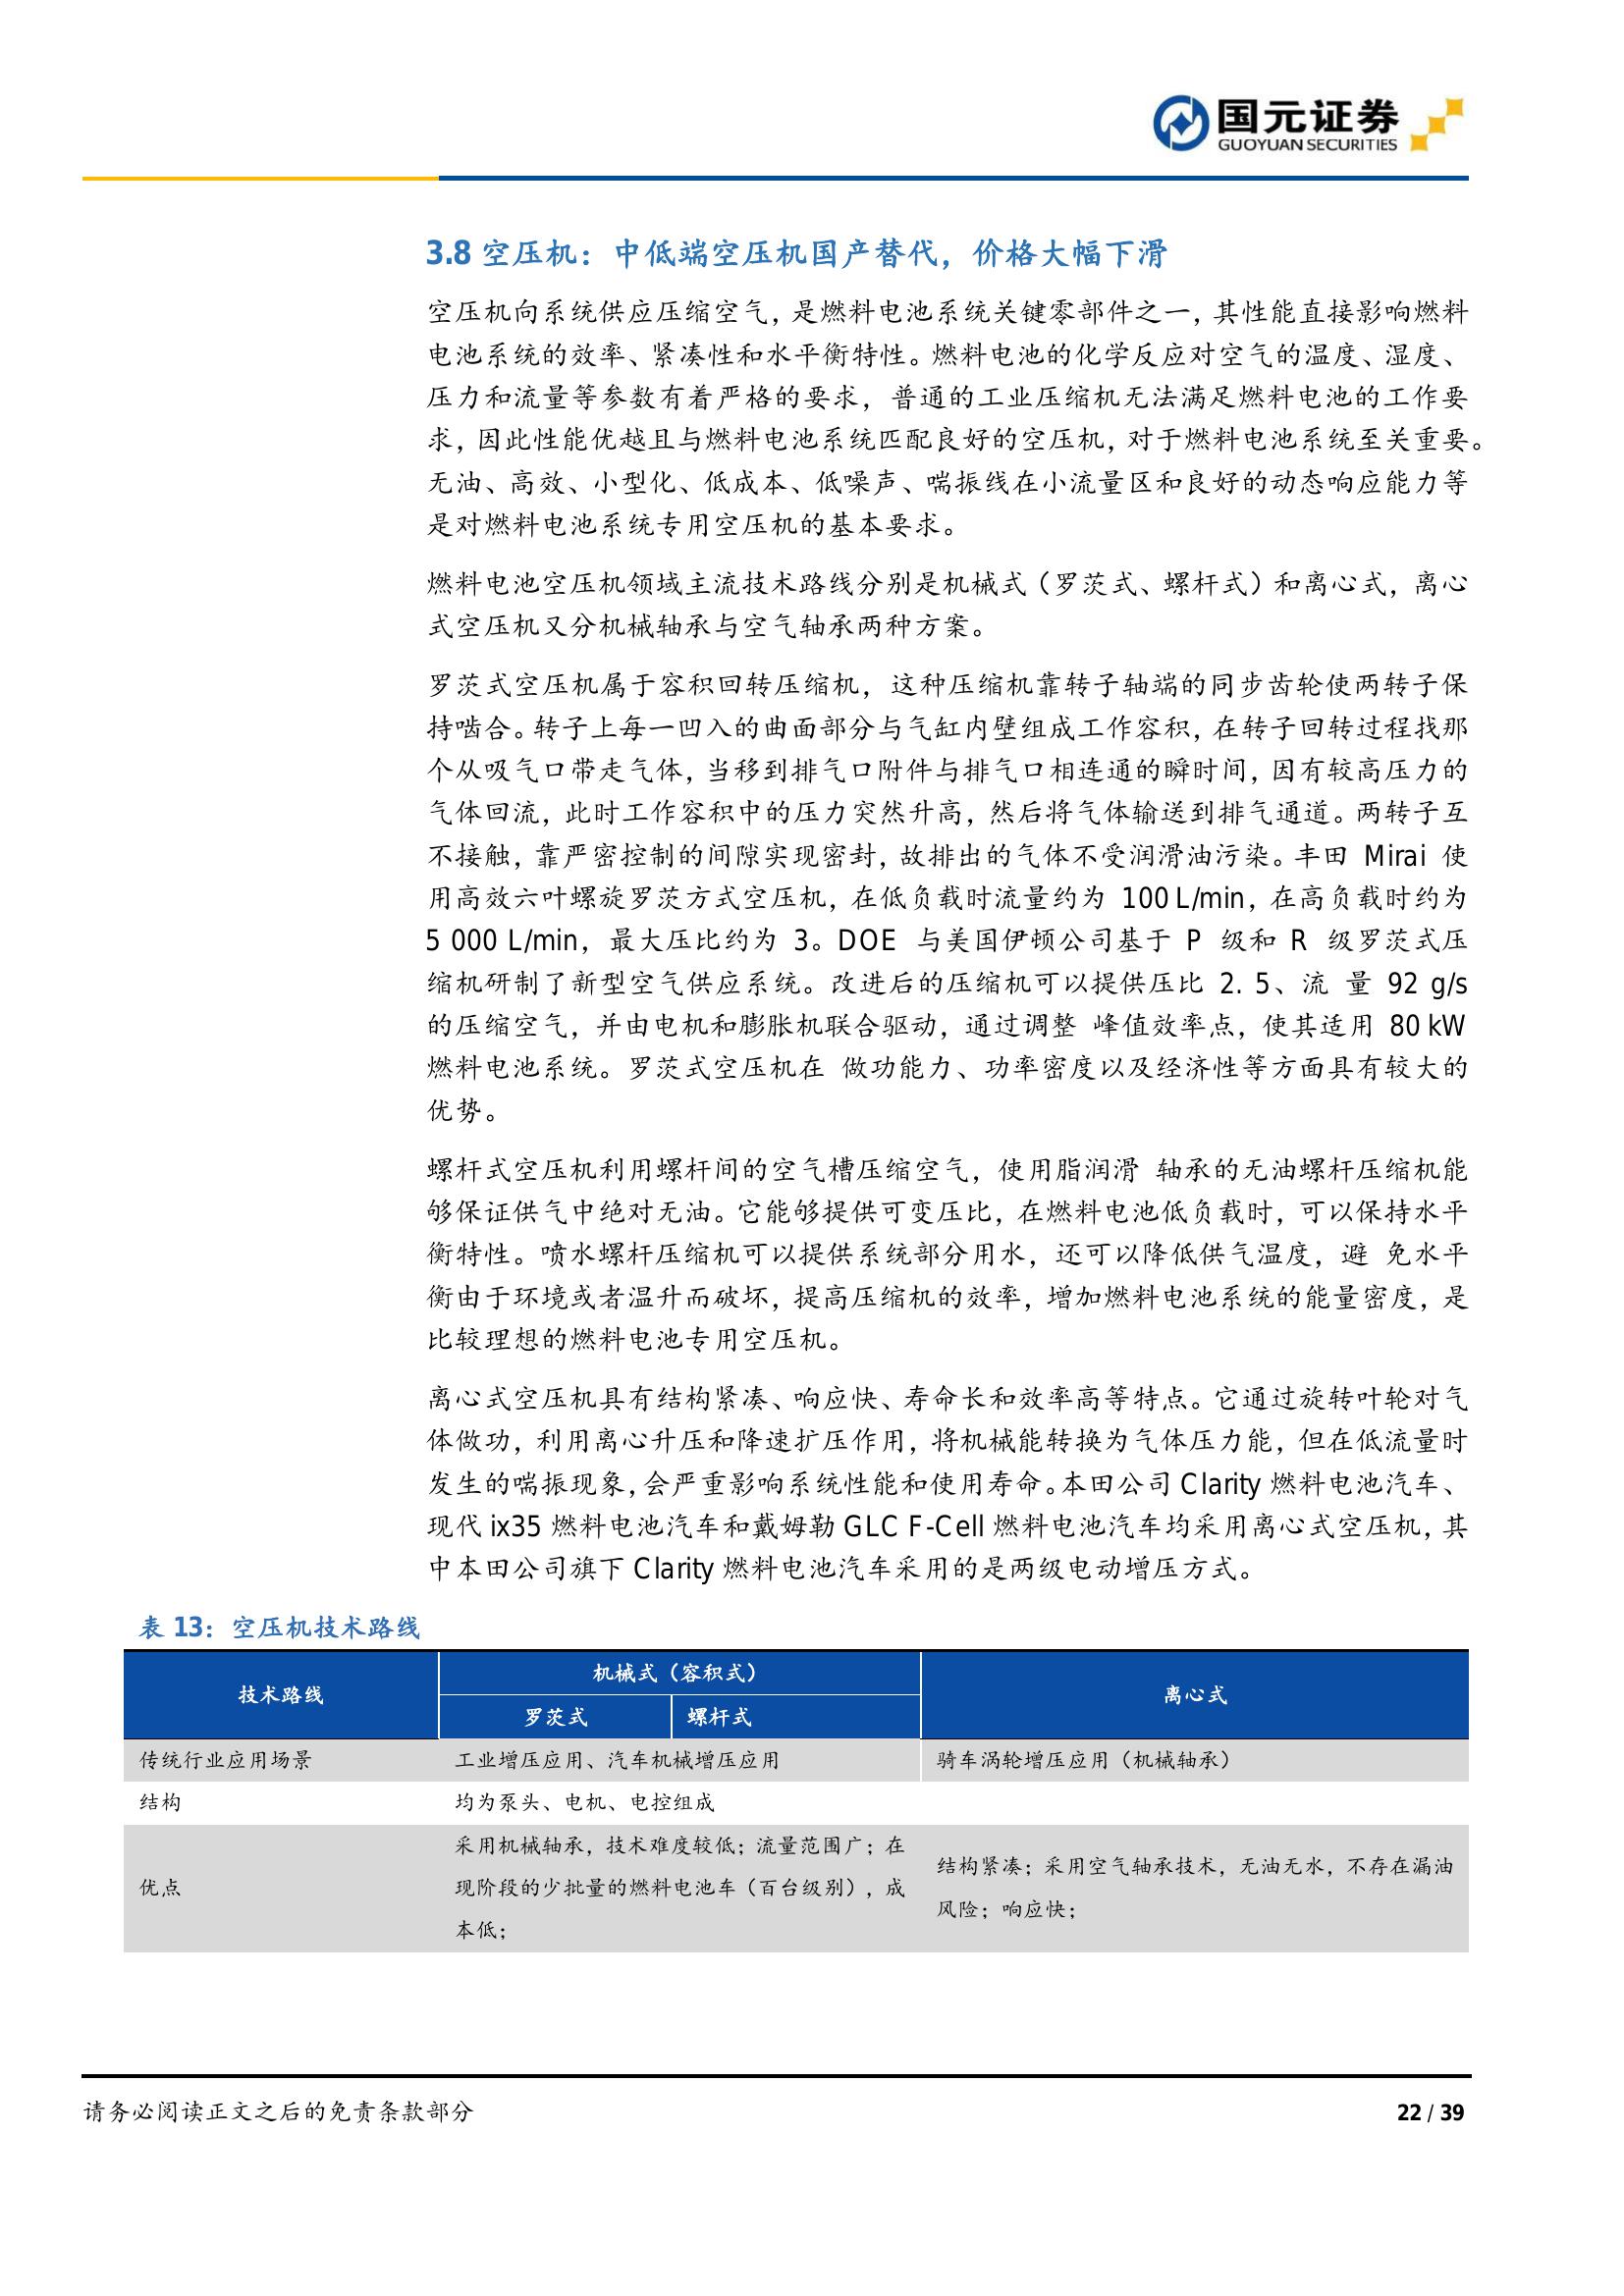 国元证券
GUOYUAN SECURITIES
3.8 空压机：中低端空压机国产替代，价格大幅下滑
空压机向系统供应压缩空气，是燃料电池系统关键零部件之一，其性能直接影响燃料
电池系统的效率、紧凑性和水平衡特性。燃料电池的化学反应对空气的温度、湿度、
压力和流量等参数有着严格的要求，普通的工业压缩机无法满足燃料电池的工作要
求，因此性能优越且与燃料电池系统匹配良好的空压机，对于燃料电池系统至关重要。
无油、高效、小型化、低成本、低噪声、喘振线在小流量区和良好的动态响应能力等
是对燃料电池系统专用空压机的基本要求。
燃料电池空压机领域主流技术路线分别是机械式（罗茨式、螺杆式）和离心式，离心
式空压机又分机械轴承与空气轴承两种方案。
罗茨式空压机属于容积回转压缩机，这种压缩机靠转子轴端的同步齿轮使两转子保
持啮合。转子上每一凹入的曲面部分与气缸内壁组成工作容积，在转子回转过程找那
个从吸气口带走气体，当移到排气口附件与排气口相连通的瞬时间，因有较高压力的
气体回流，此时工作容积中的压力突然升高，然后将气体输送到排气通道。两转子互
不接触，靠严密控制的间隙实现密封，故排出的气体不受润滑油污染。丰田 Mirai 使
用高效六叶螺旋罗茨方式空压机，在低负载时流量约为 100 L/min，在高负载时约为
5 000 L/min，最大压比约为 3。DOE 与美国伊顿公司基于 P 级和 R 级罗茨式压
缩机研制了新型空气供应系统。改进后的压缩机可以提供压比 2. 5、流 量 92 g/s
的压缩空气，并由电机和膨胀机联合驱动，通过调整 峰值效率点，使其适用 80 kW
燃料电池系统。罗茨式空压机在 做功能力、功率密度以及经济性等方面具有较大的
优势。
螺杆式空压机利用螺杆间的空气槽压缩空气，使用脂润滑 轴承的无油螺杆压缩机能
够保证供气中绝对无油。它能够提供可变压比，在燃料电池低负载时，可以保持水平
衡特性。喷水螺杆压缩机可以提供系统部分用水，还可以降低供气温度，避 免水平
衡由于环境或者温升而破坏，提高压缩机的效率，增加燃料电池系统的能量密度，是
比较理想的燃料电池专用空压机。
离心式空压机具有结构紧凑、响应快、寿命长和效率高等特点。它通过旋转叶轮对气
体做功，利用离心升压和降速扩压作用，将机械能转换为气体压力能，但在低流量时
发生的喘振现象，会严重影响系统性能和使用寿命。本田公司 Clarity 燃料电池汽车、
现代 ix35 燃料电池汽车和戴姆勒 GLC F-Cell 燃料电池汽车均采用离心式空压机，其
中本田公司旗下 Clarity 燃料电池汽车采用的是两级电动增压方式。
表 13：空压机技术路线
技术路线 机械式（容积式） 离心式
罗茨式 螺杆式
传统行业应用场景 工业增压应用、汽车机械增压应用 骑车涡轮增压应用（机械轴承）
结构 均为泵头、电机、电控组成
优点 采用机械轴承，技术难度较低；流量范围广；在
现阶段的少批量的燃料电池车（百台级别），成
本低；
结构紧凑；采用空气轴承技术，无油无水，不存在漏油
风险；响应快；
请务必阅读正文之后的免责条款部分
22 / 39